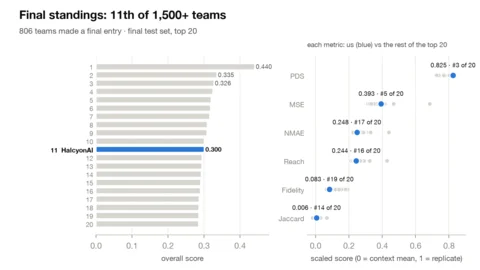 Final standings: 11th of 1,500+ teams
806 teams made a final entry · final test set, top 20
each metric: us (blue) vs the rest of the top 20
1
0.440
2
0.335
3
0.326
4
5
6
7
8
9
10
11 HalcyonAI
0.300
12
13
14
15
16
17
18
19
20
0.0
0.1
0.2
0.3
0.4
overall score
0.825 · #3 of 20
PDS
0.393 · #5 of 20
MSE
0.248 · #17 of 20
NMAE
0.244 · #16 of 20
Reach
0.083 · #19 of 20
Fidelity
0.006 · #14 of 20
Jaccard
0.0
0.2
0.4
0.6
0.8
scaled score (0 = context mean, 1 = replicate)